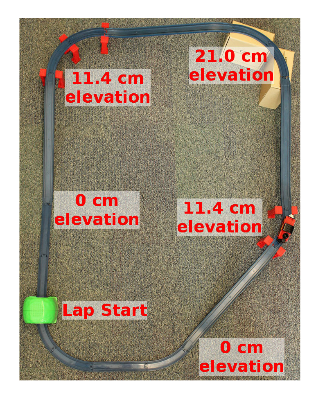 21.0 cm
elevation
11.4 cm
elevation
0 cm
elevation
11.4 cm
elevation
Lap Start
0 cm
elevation